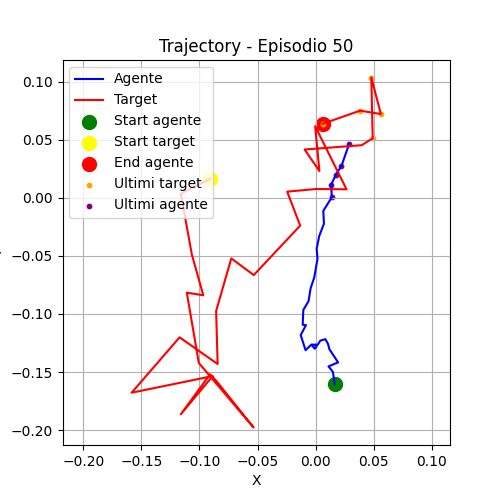 Trajectory - Episodio 50
Agente
Target
Start agente
Start target
End agente
Ultimi target
Ultimi agente
0.10
0.05
0.00
−0.05
−0.10
−0.15
−0.20
−0.20 −0.15 −0.10 −0.05 0.00 0.05 0.10
X